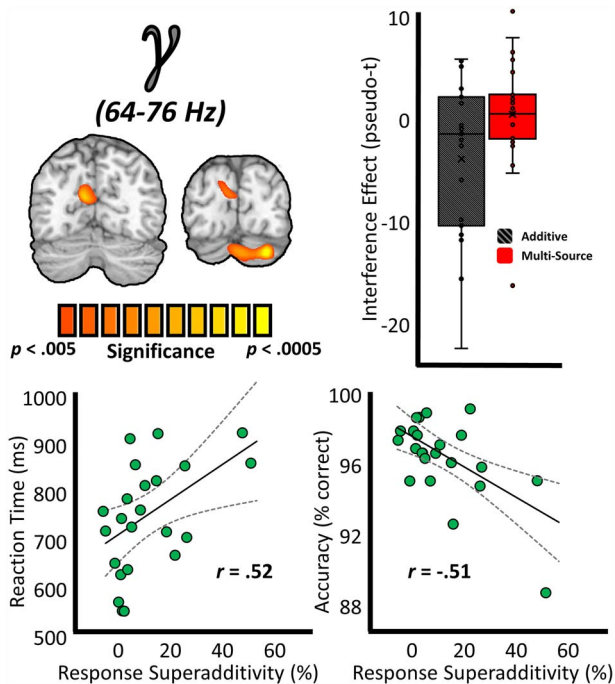 γ
(64-76 Hz)
p < .005
Significance
p < .0005
Interference Effect (pseudo-t)
10
0
-10
-20
Additive
Multi-Source
Reaction Time (ms)
1000
900
800
700
600
500
r = .52
0 20 40 60
Response Superadditivity (%)
Accuracy (% correct)
100
96
92
88
r = -.51
0 20 40 60
Response Superadditivity (%)